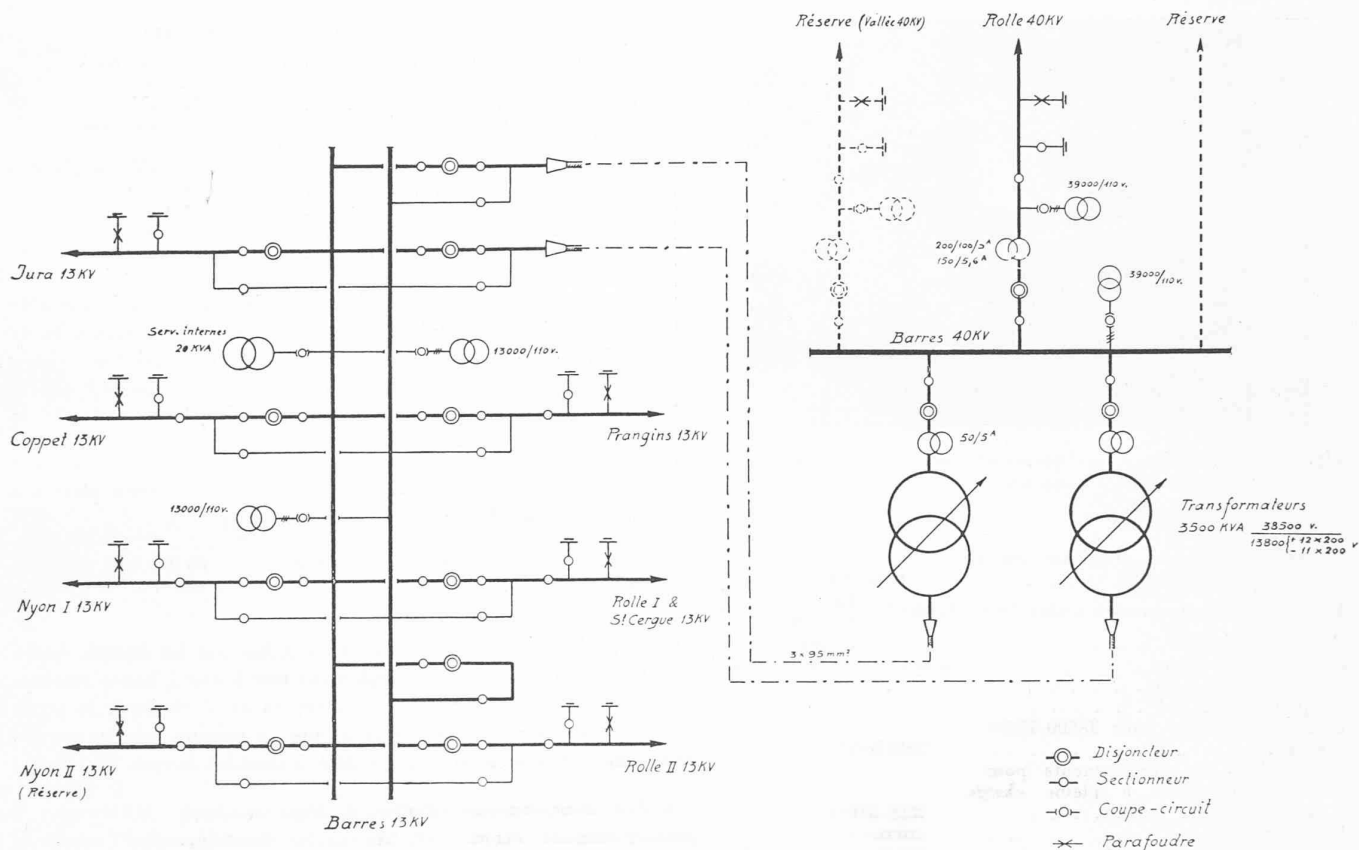 Réserve (Vallée 40KV)
Rolle 40KV
Réserve
39000/110 v.
200/100/5ᴬ
150/5,6ᴬ
39000/110v.
Jura 13KV
Serv. internes
20 KVA
13000/110v.
Barres 40KV
Coppet 13KV
Prangins 13KV
50/5ᴬ
13000/110v.
Transformateurs
3500 KVA 38500 v.
13800 + 12 x 200 v
- 11 x 200
Nyon I 13KV
Rolle I &
St Cergue 13KV
3 x 95 mm²
Nyon II 13KV
(Réserve)
Rolle II 13KV
Barres 13KV
Disjoncteur
Sectionneur
Coupe-circuit
Parafoudre